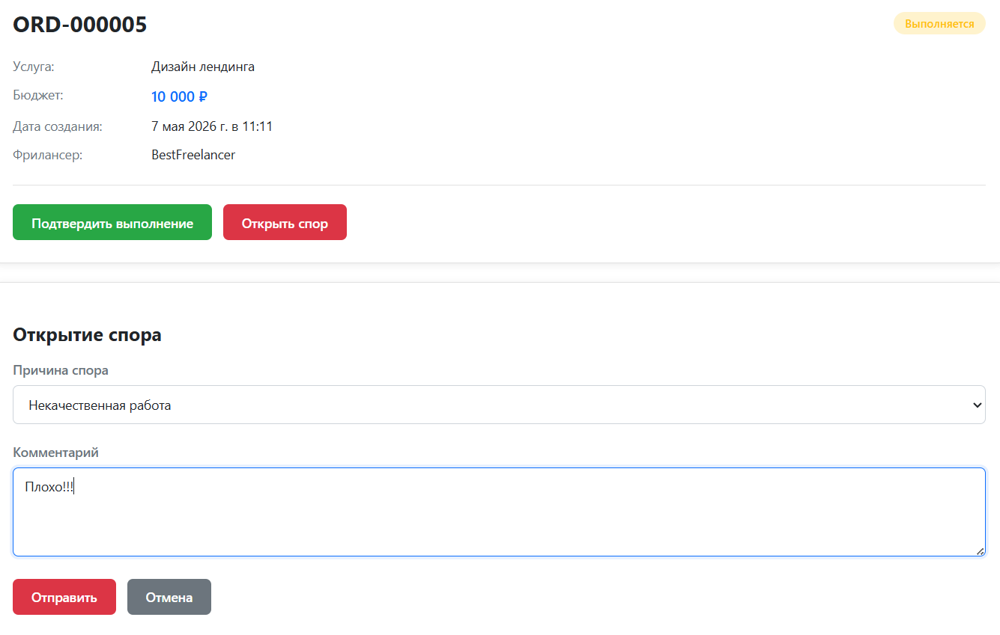 ORD-000005
Выполняется
Услуга: Дизайн лендинга
Бюджет: 10 000 ₽
Дата создания: 7 мая 2026 г. в 11:11
Фрилансер: BestFreelancer
Подтвердить выполнение Открыть спор
Открытие спора
Причина спора
Некачественная работа
Комментарий
Плохо!!!
Отправить Отмена